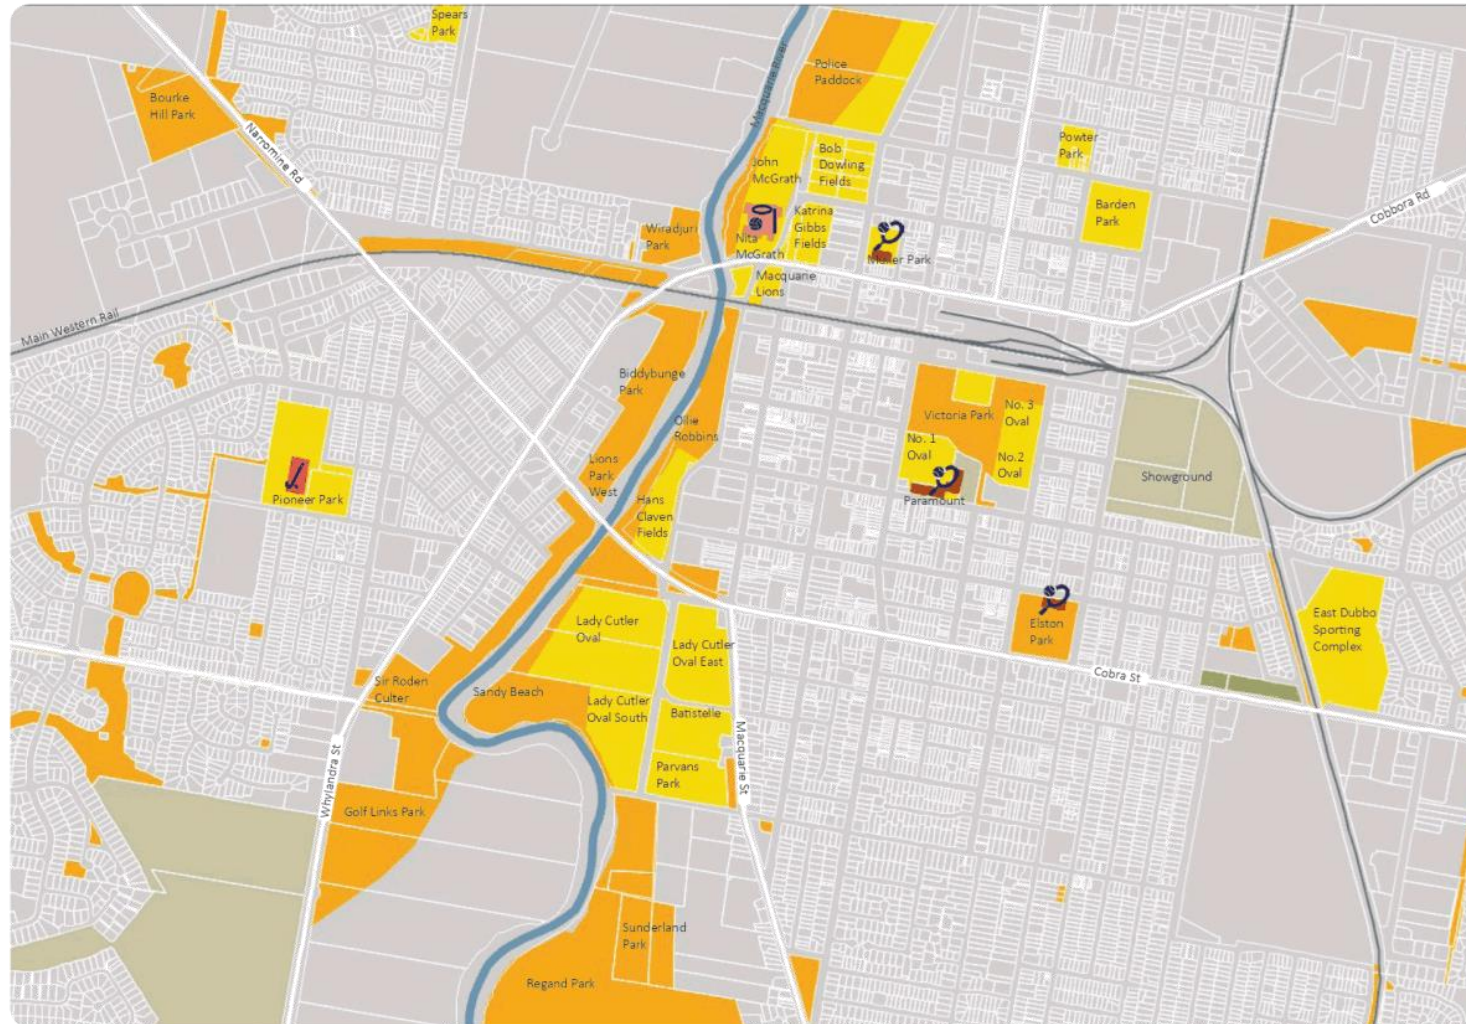 Spears
Park
Macquarie River
Police
Paddock
Bourke
Hill Park
Narromine Rd
Powter
Park
John
McGrath
Bob
Dowling
Fields
Barden
Park
Cobbora Rd
Wiradjuri
Park
Nita
McGrath
Katrina
Gibbs
Fields
Muller Park
Macquarie
Lions
Main Western Rail
Biddybunge
Park
Ollie
Robbins
Victoria Park
No. 3
Oval
No. 1
Oval
No.2
Oval
Paramount
Showground
Lions
Park
West
Pioneer Park
Hans
Claven
Fields
Lady Cutler
Oval
Lady Cutler
Oval East
Elston
Park
East Dubbo
Sporting
Complex
Cobra St
Sir Roden
Culter
Sandy Beach
Lady Cutler
Oval South
Batistelle
Macquarie St
Whylandra St
Parvans
Park
Golf Links Park
Sunderland
Park
Regand Park